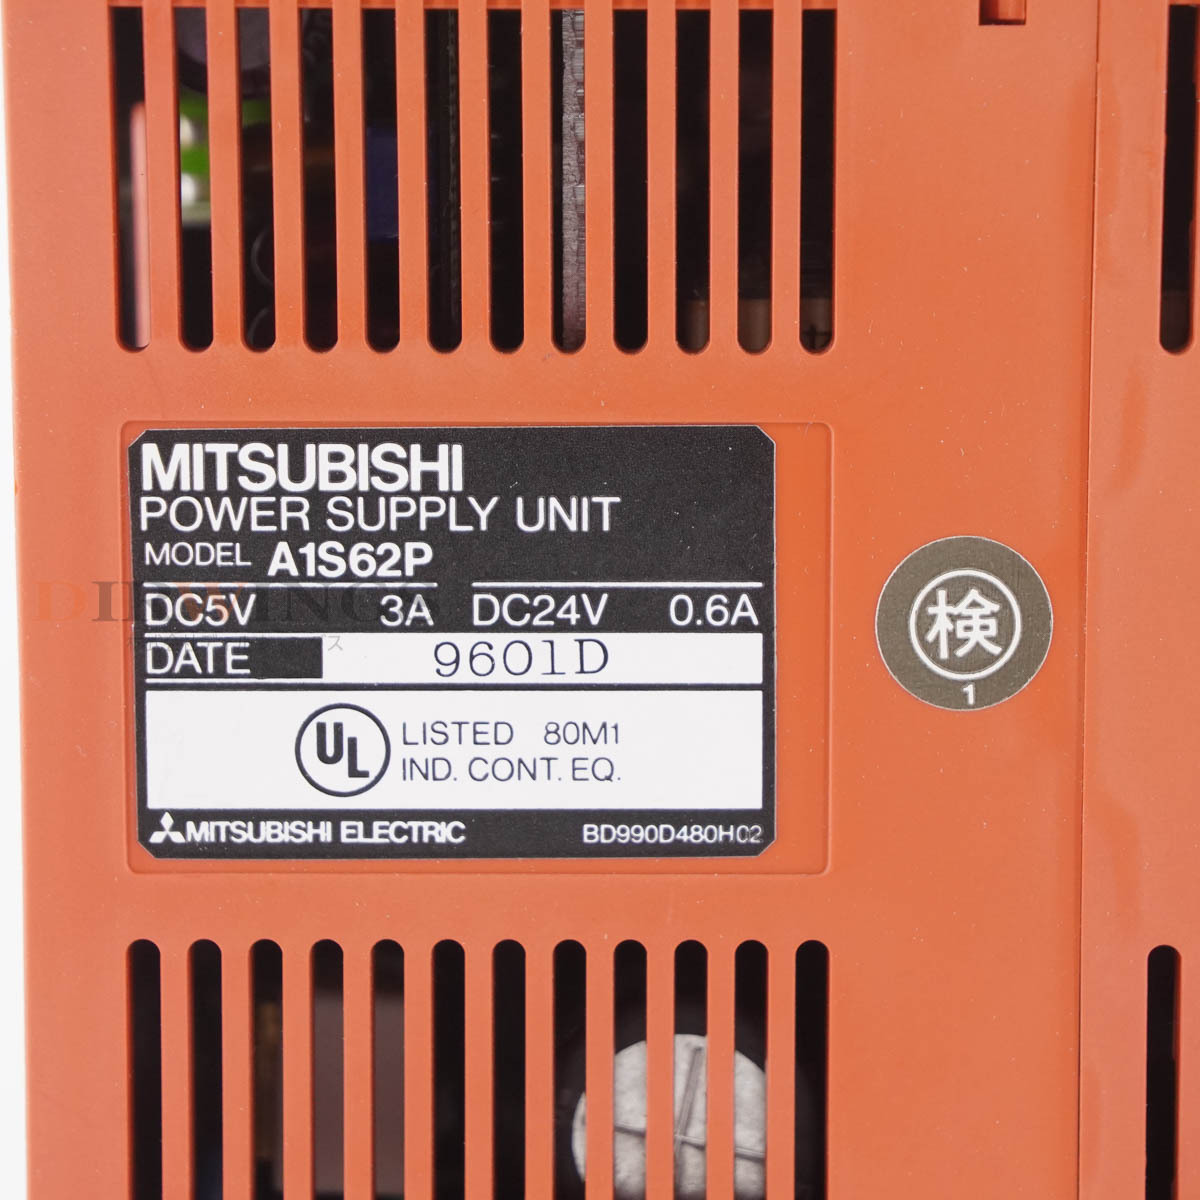 MITSUBISHI
POWER SUPPLY UNIT
MODEL A1S62P
DC5V 3A DC24V 0.6A
DATE 9601D
UL LISTED 80M1
IND. CONT. EQ.
MITSUBISHI ELECTRIC BD990D480H02
検
1